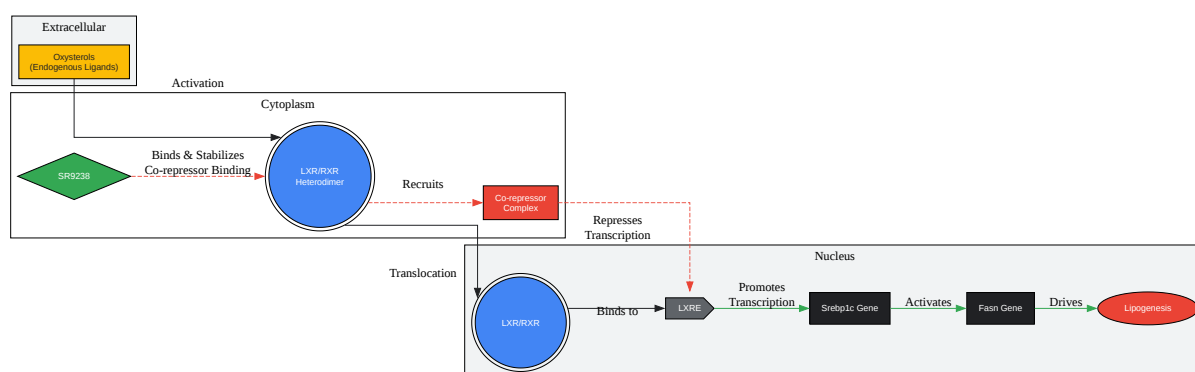 Extracellular
Oxysterols
(Endogenous Ligands)
Activation
Cytoplasm
SR9238
Binds & Stabilizes
Co-repressor Binding
LXR/RXR
Heterodimer
Recruits
Co-repressor
Complex
Represses
Transcription
Translocation
Nucleus
LXR/RXR
Binds to
LXRE
Promotes
Transcription
Srebp1c Gene
Activates
Fasn Gene
Drives
Lipogenesis